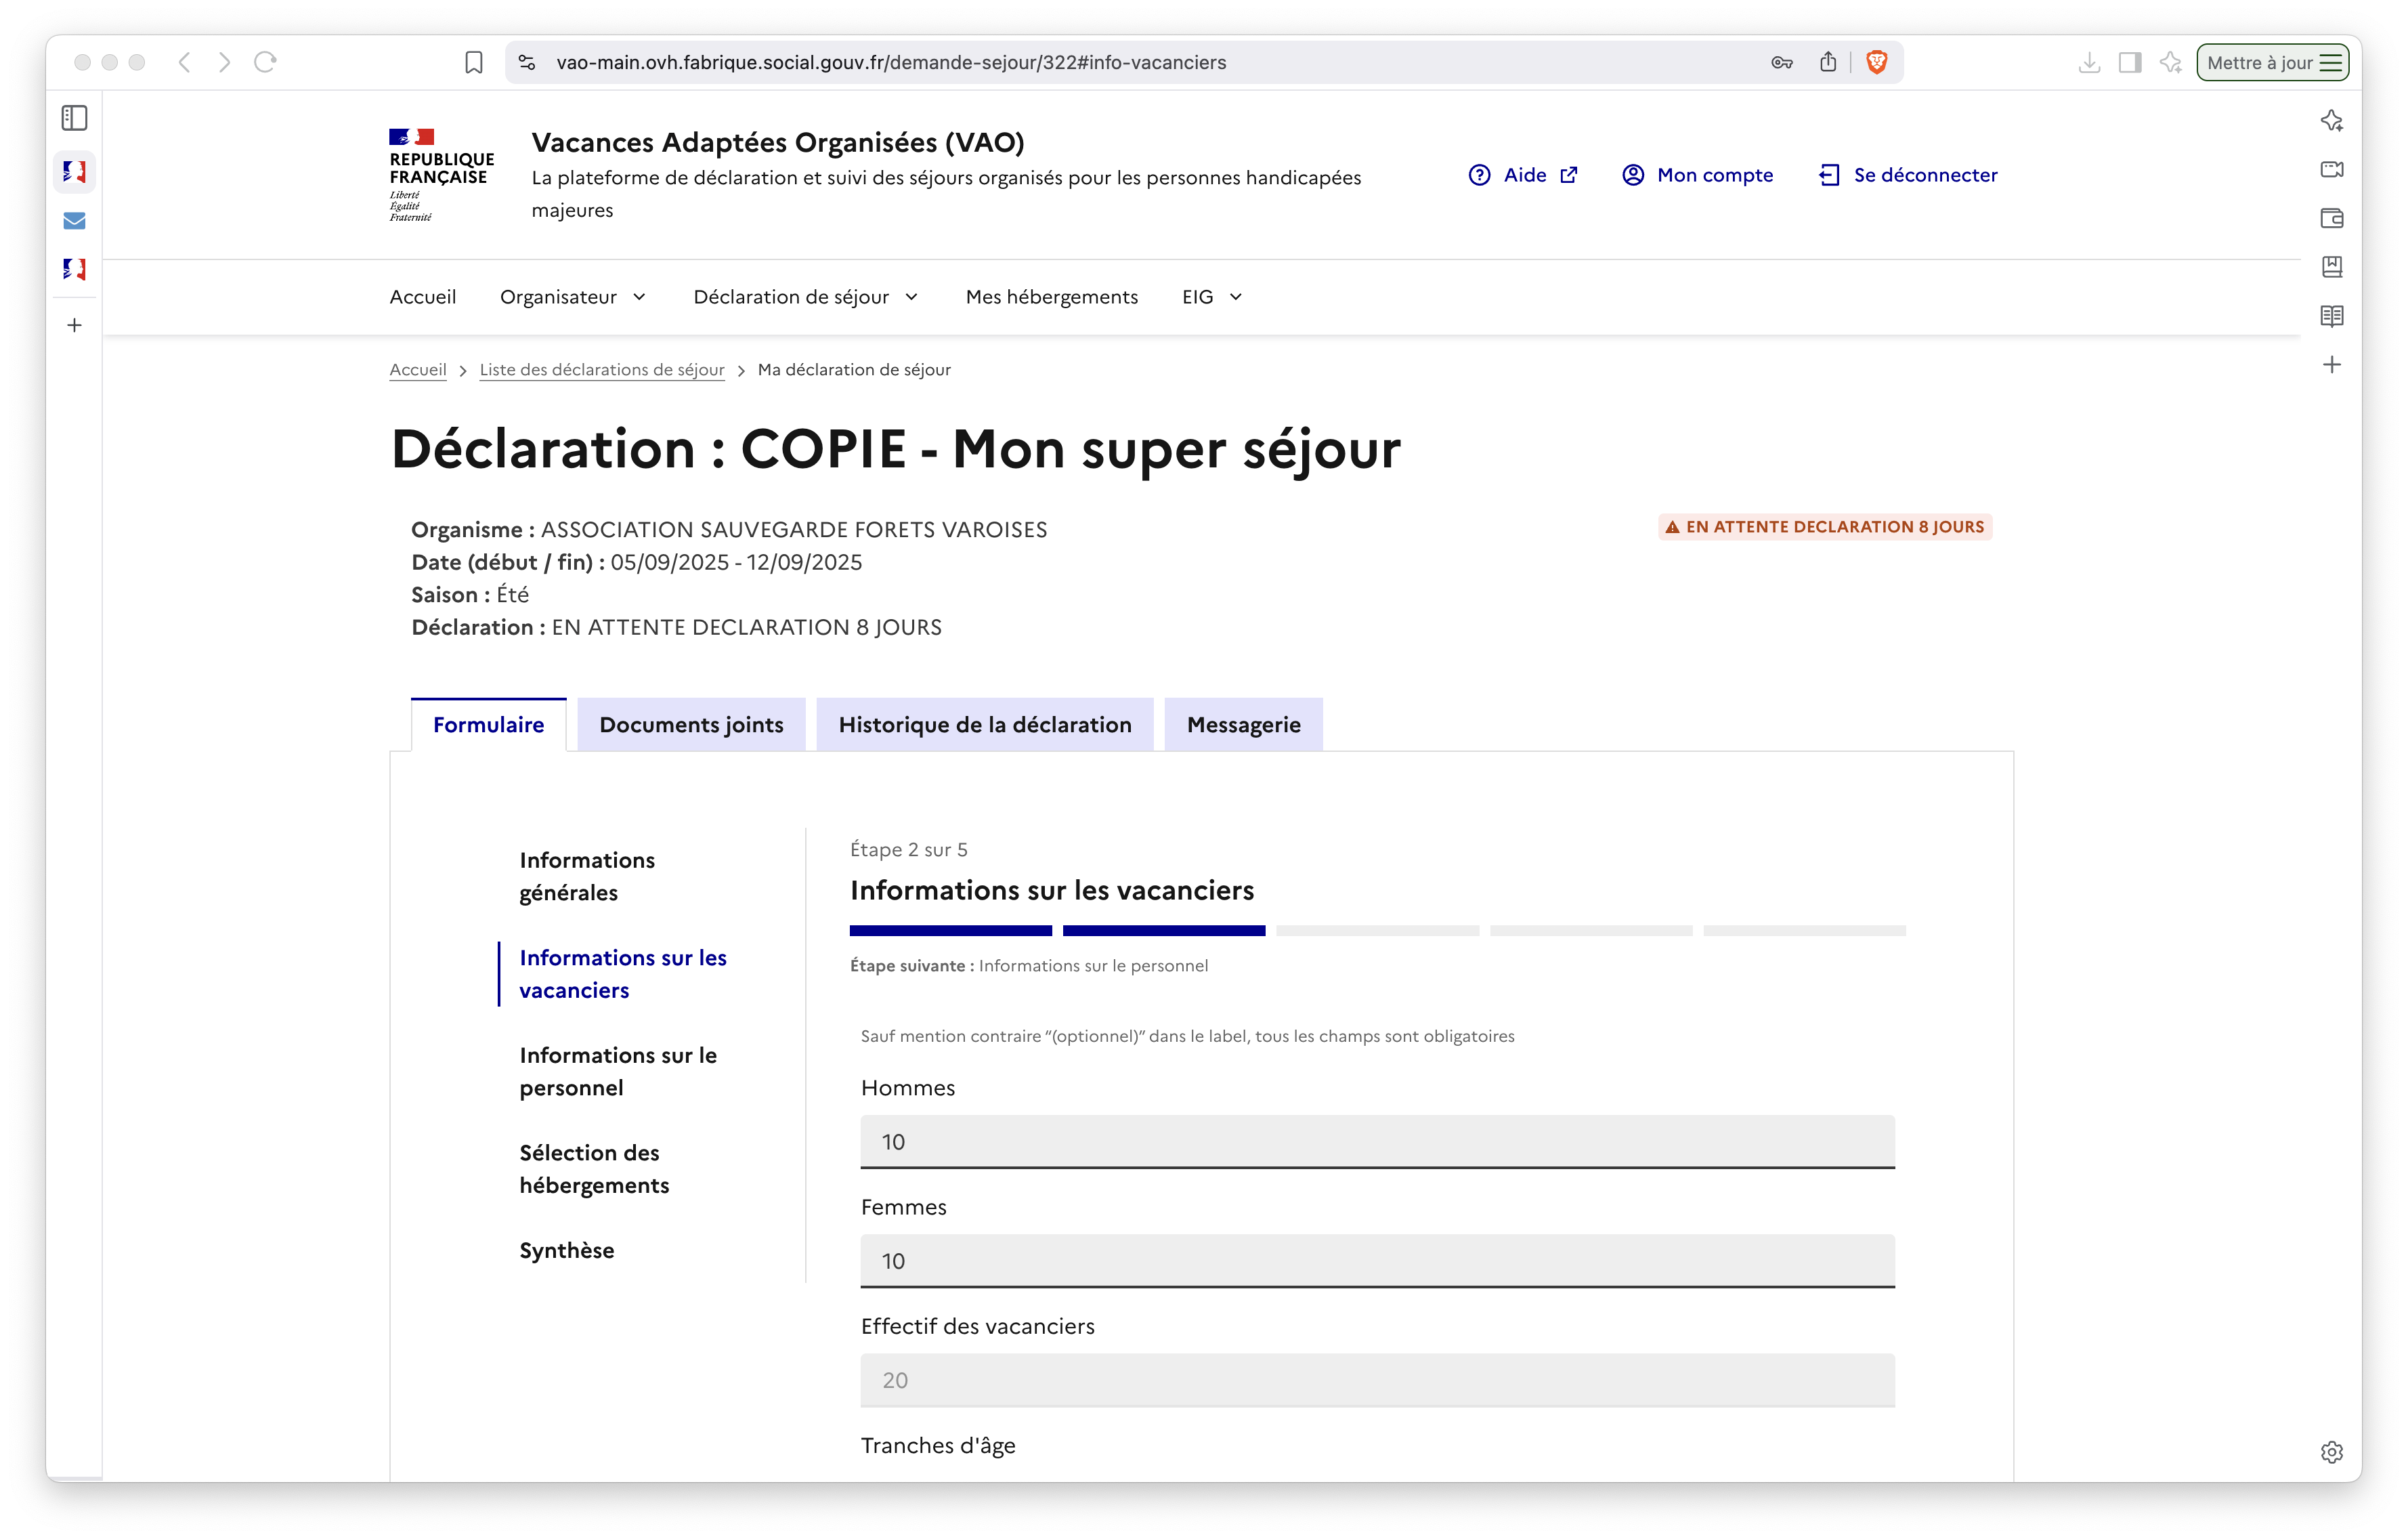 vao-main.ovh.fabrique.social.gouv.fr/demande-sejour/322#info-vacanciers
Mettre à jour
REPUBLIQUE
FRANÇAISE
Liberté
Égalité
Fraternité
Vacances Adaptées Organisées (VAO)
La plateforme de déclaration et suivi des séjours organisés pour les personnes handicapées
majeures
Aide
Mon compte
Se déconnecter
Accueil
Organisateur
Déclaration de séjour
Mes hébergements
EIG
Accueil > Liste des déclarations de séjour > Ma déclaration de séjour
Déclaration : COPIE - Mon super séjour
Organisme : ASSOCIATION SAUVEGARDE FORETS VAROISES
EN ATTENTE DECLARATION 8 JOURS
Date (début / fin) : 05/09/2025 - 12/09/2025
Saison : Été
Déclaration : EN ATTENTE DECLARATION 8 JOURS
Formulaire
Documents joints
Historique de la déclaration
Messagerie
Informations
générales
Informations sur les
vacanciers
Informations sur le
personnel
Sélection des
hébergements
Synthèse
Étape 2 sur 5
Informations sur les vacanciers
Étape suivante : Informations sur le personnel
Sauf mention contraire “(optionnel)” dans le label, tous les champs sont obligatoires
Hommes
10
Femmes
10
Effectif des vacanciers
20
Tranches d'âge